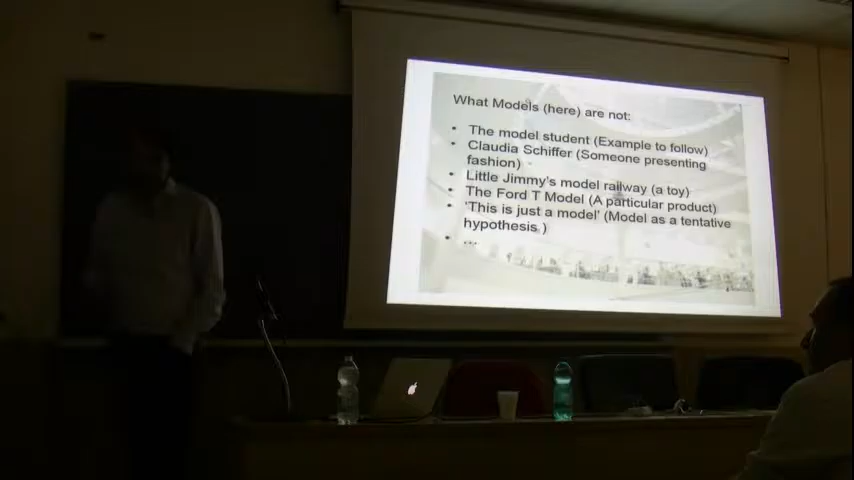 What Models (here) are not:
• The model student (Example to follow)
• Claudia Schiffer (Someone presenting
fashion)
• Little Jimmy's model railway (a toy)
• The Ford T Model (A particular product)
• 'This is just a model' (Model as a tentative
hypothesis.)
• ...